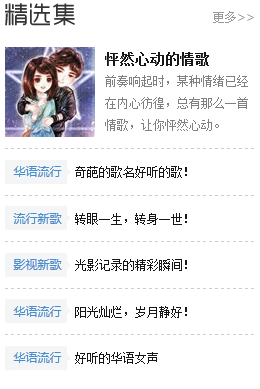 精选集
更多>>
怦然心动的情歌
前奏响起时，某种情绪已经
在内心彷徨，总有那么一首
情歌，让你怦然心动。
华语流行 奇葩的歌名好听的歌！
流行新歌 转眼一生，转身一世！
影视新歌 光影记录的精彩瞬间！
华语流行 阳光灿烂，岁月静好！
华语流行 好听的华语女声